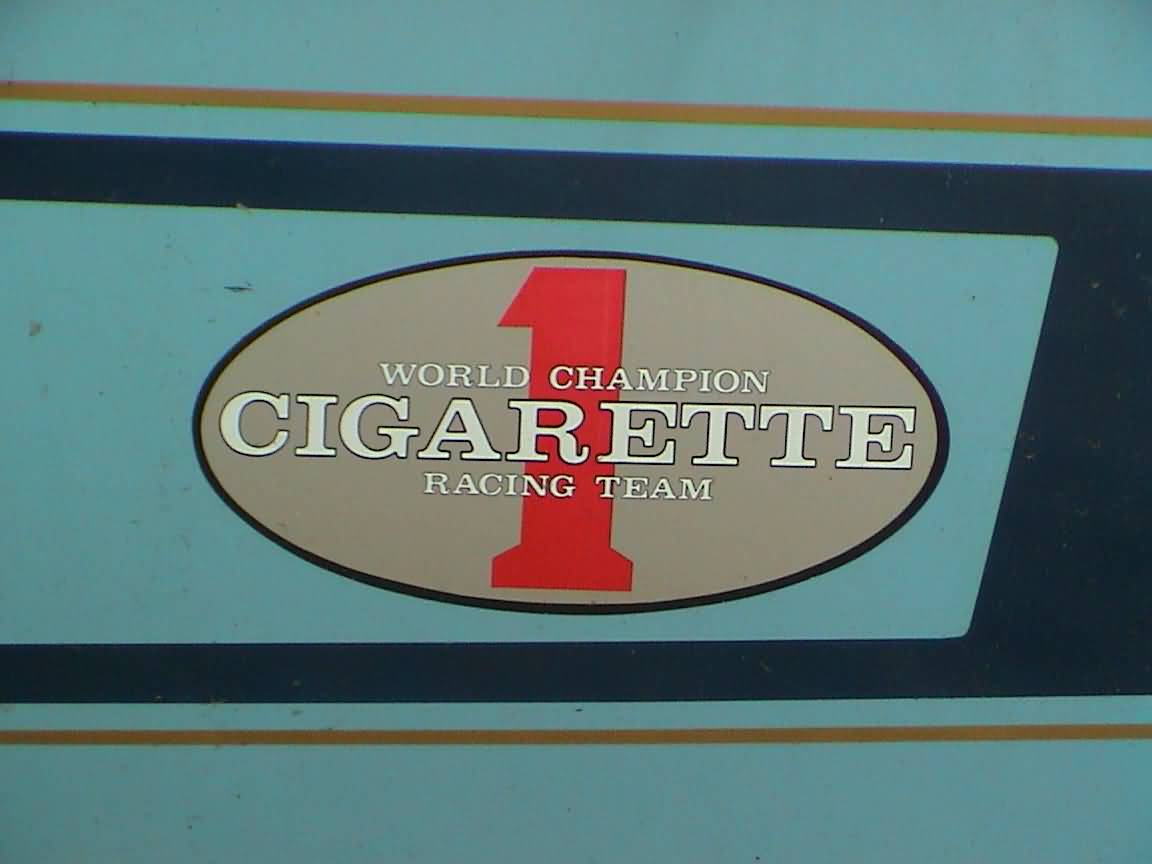 1
WORLD CHAMPION
CIGARETTE
RACING TEAM